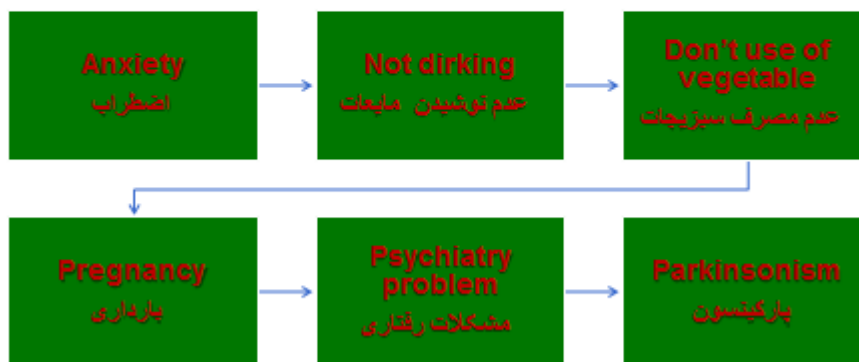 Anxiety
اضطراب
Not dirking
عدم نوشیدن مایعات
Don't use of
vegetable
عدم مصرف سبزیجات
Pregnancy
بارداری
Psychiatry
problem
مشکلات رفتاری
Parkinsonism
پارکینسون